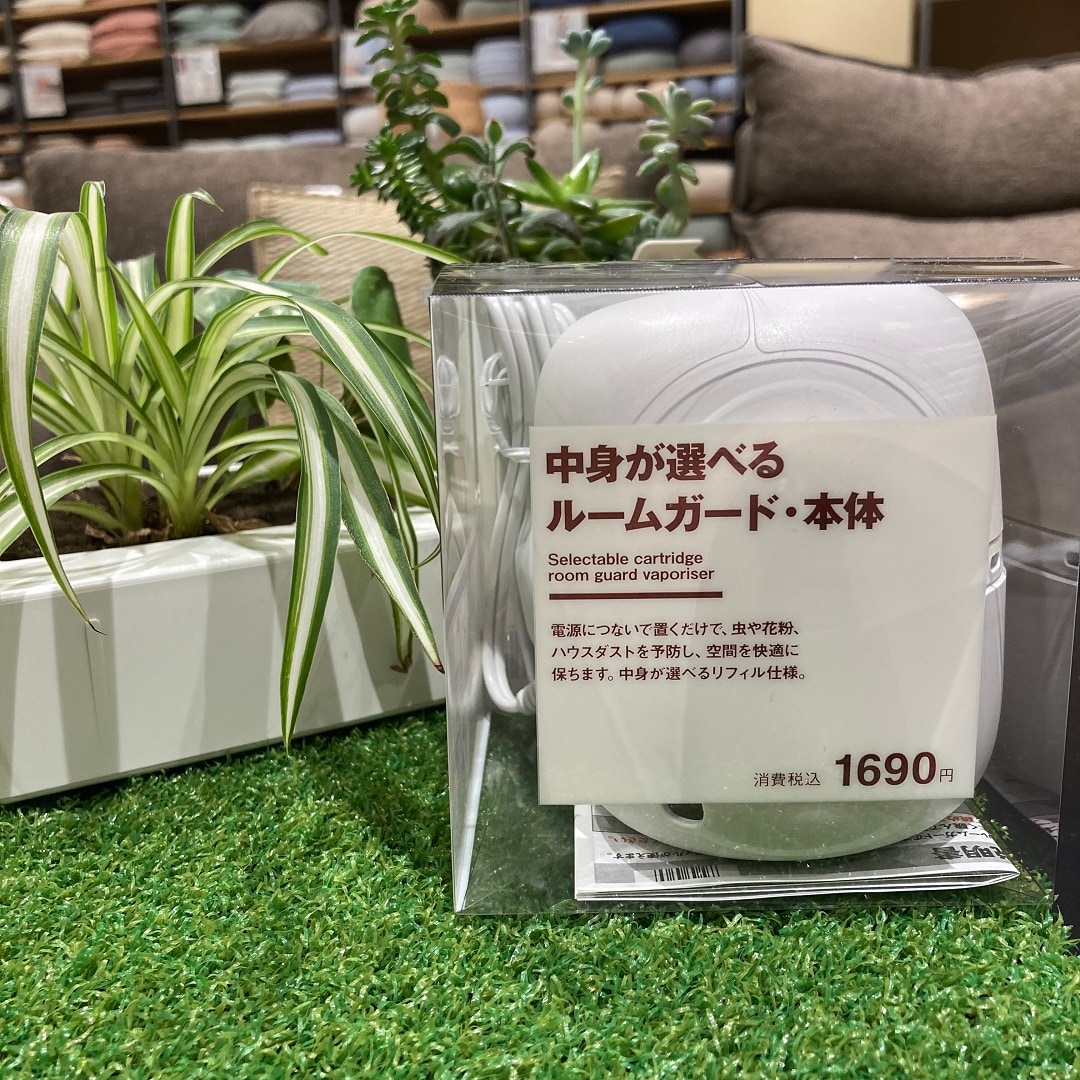 中身が選べる
ルームガード・本体
Selectable cartridge
room guard vaporiser
電源につないで置くだけで、虫や花粉、
ハウスダストを予防し、空間を快適に
保ちます。中身が選べるリフィル仕様。
消費税込 1690円